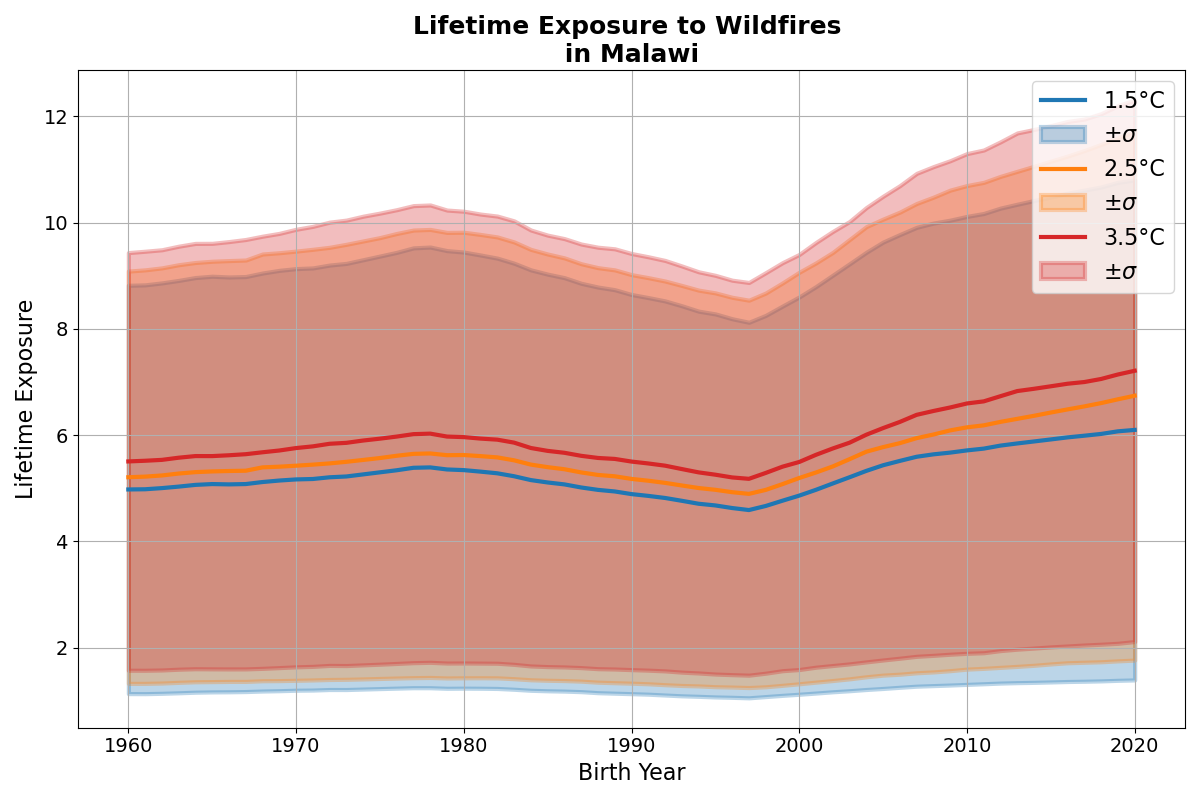 Lifetime Exposure to Wildfires
in Malawi
Lifetime Exposure
12
10
8
6
4
2
1960
1970
1980
1990
2000
2010
2020
Birth Year
1.5°C
±σ
2.5°C
±σ
3.5°C
±σ